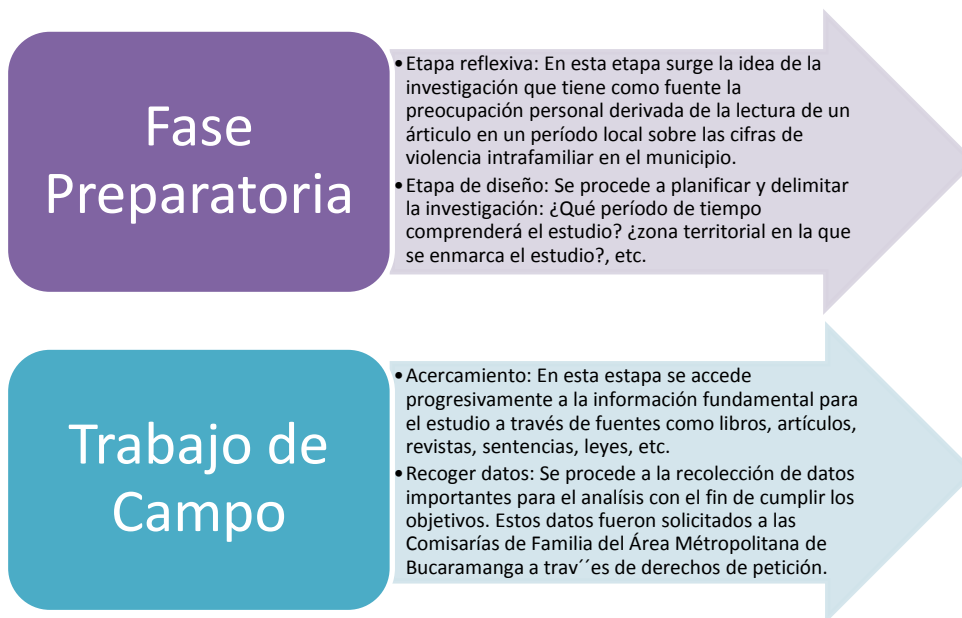 Fase
Preparatoria
•Etapa reflexiva: En esta etapa surge la idea de la
investigación que tiene como fuente la
preocupación personal derivada de la lectura de un
árticulo en un período local sobre las cifras de
violencia intrafamiliar en el municipio.
•Etapa de diseño: Se procede a planificar y delimitar
la investigación: ¿Qué período de tiempo
comprenderá el estudio? ¿zona territorial en la que
se enmarca el estudio?, etc.
Trabajo de
Campo
•Acercamiento: En esta estapa se accede
progresivamente a la información fundamental para
el estudio a través de fuentes como libros, artículos,
revistas, sentencias, leyes, etc.
•Recoger datos: Se procede a la recolección de datos
importantes para el analísis con el fin de cumplir los
objetivos. Estos datos fueron solicitados a las
Comisarías de Familia del Área Métropolitana de
Bucaramanga a trav´´es de derechos de petición.